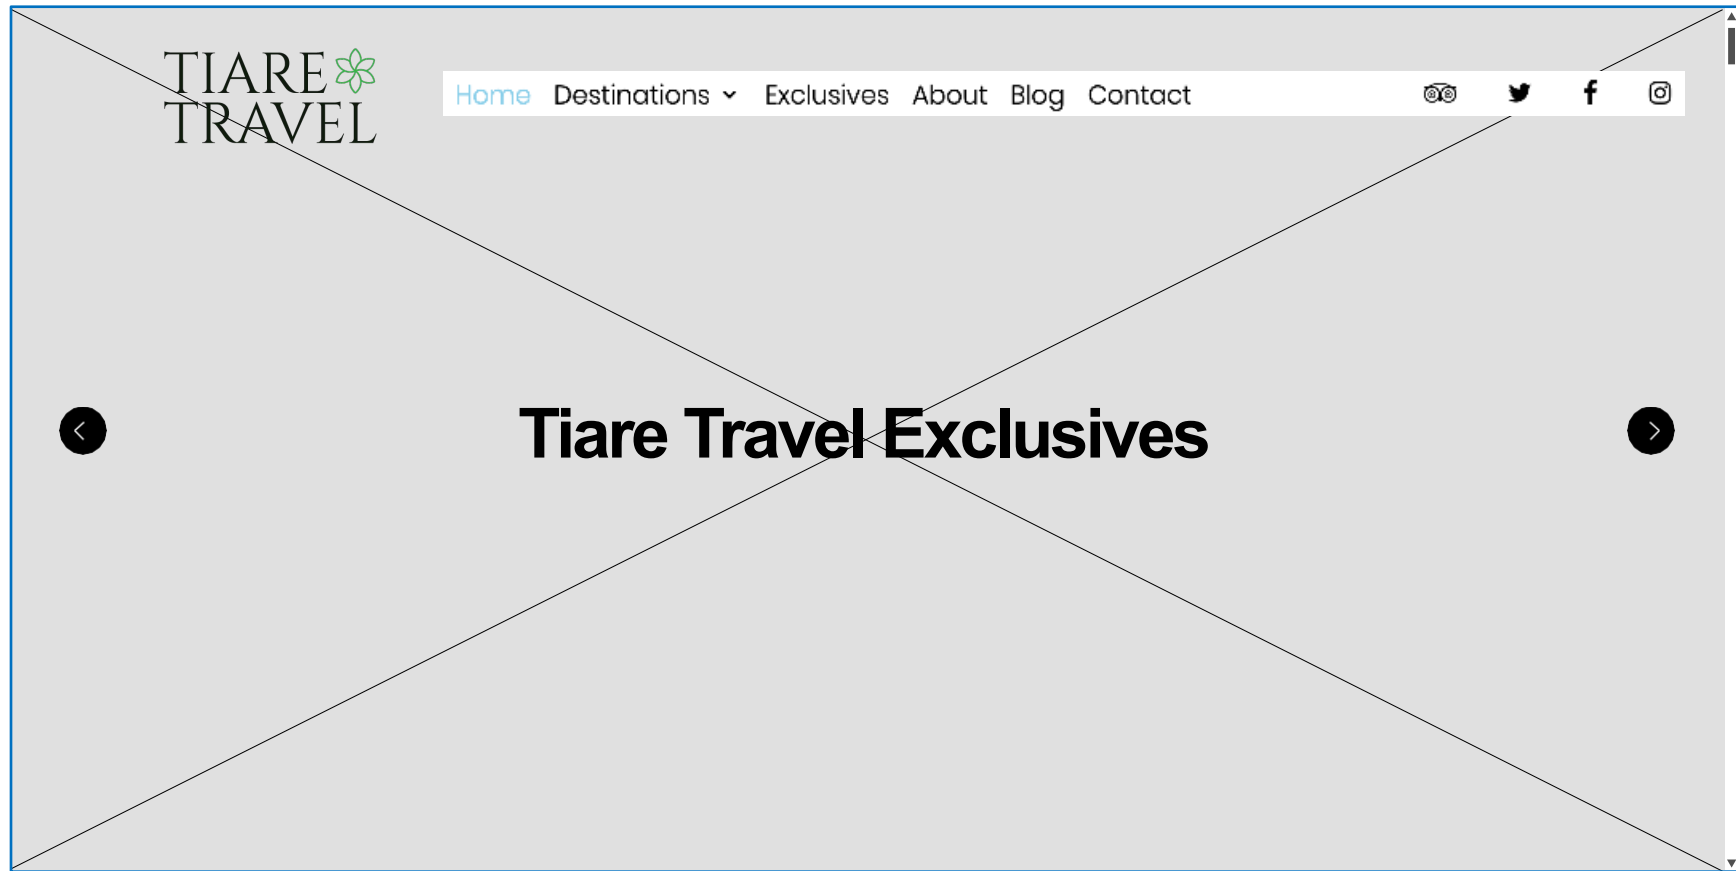 TIARE
TRAVEL
Home Destinations Exclusives About Blog Contact
Tiare Travel Exclusives